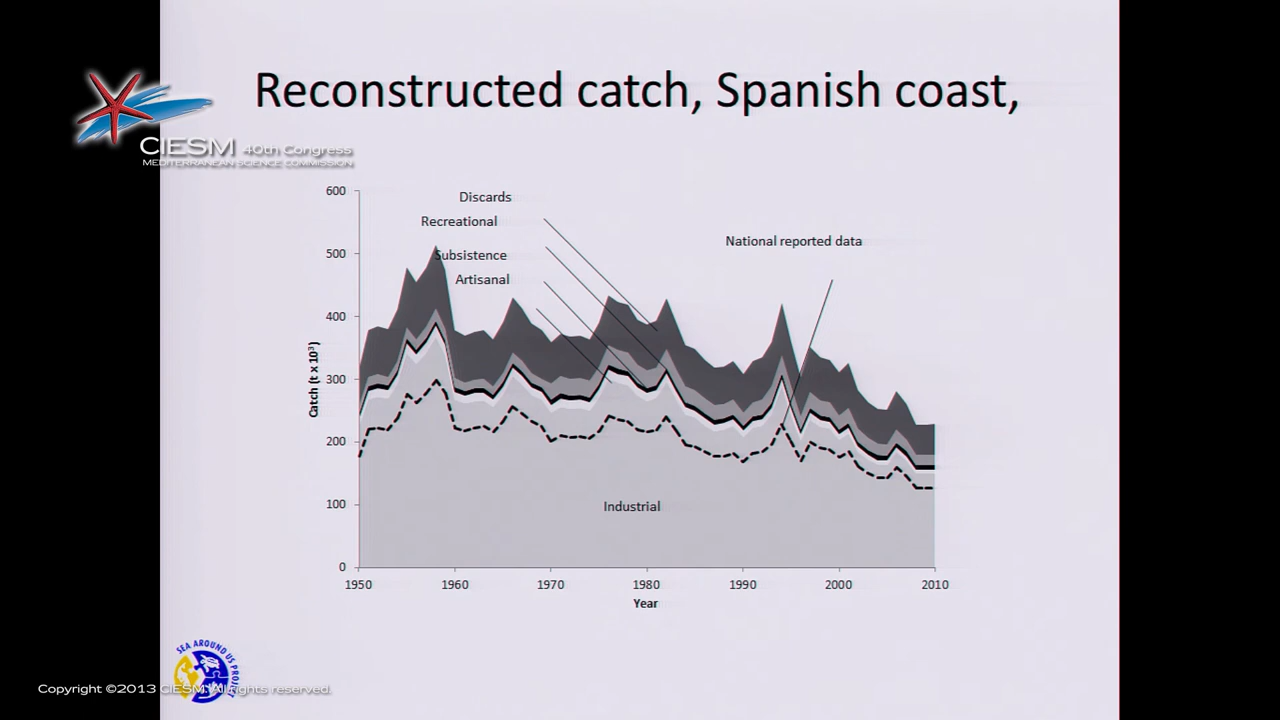 Reconstructed catch, Spanish coast,
CIESM 40th Congress
MEDITERRANEAN SCIENCE COMMISSION
600
500
400
300
200
100
0
Catch (t x 10³)
Discards
Recreational
Subsistence
Artisanal
National reported data
Industrial
1950 1960 1970 1980 1990 2000 2010
Year
SEA AROUND US PROJECT
Copyright ©2013 CIESM. All rights reserved.